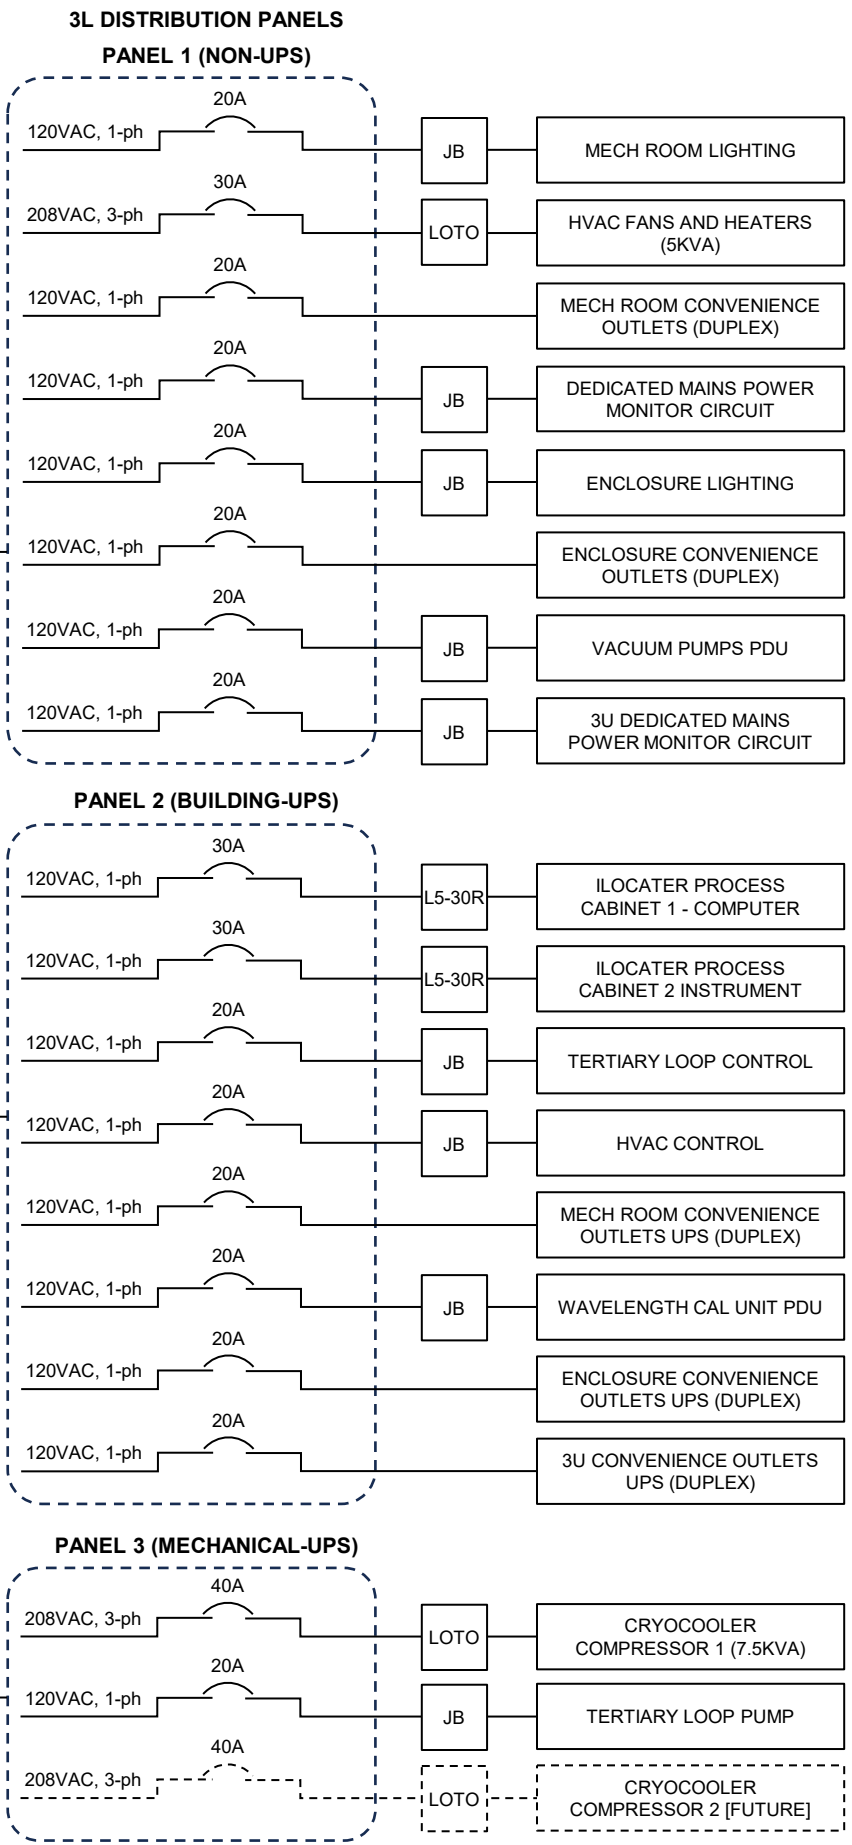 3L DISTRIBUTION PANELS
PANEL 1 (NON-UPS)
20A
120VAC, 1-ph
JB
MECH ROOM LIGHTING
30A
208VAC, 3-ph
LOTO
HVAC FANS AND HEATERS
(5KVA)
20A
120VAC, 1-ph
MECH ROOM CONVENIENCE
OUTLETS (DUPLEX)
20A
120VAC, 1-ph
JB
DEDICATED MAINS POWER
MONITOR CIRCUIT
20A
120VAC, 1-ph
JB
ENCLOSURE LIGHTING
20A
120VAC, 1-ph
ENCLOSURE CONVENIENCE
OUTLETS (DUPLEX)
20A
120VAC, 1-ph
JB
VACUUM PUMPS PDU
20A
120VAC, 1-ph
JB
3U DEDICATED MAINS
POWER MONITOR CIRCUIT
PANEL 2 (BUILDING-UPS)
30A
120VAC, 1-ph
L5-30R
ILOCATER PROCESS
CABINET 1 - COMPUTER
30A
120VAC, 1-ph
L5-30R
ILOCATER PROCESS
CABINET 2 INSTRUMENT
20A
120VAC, 1-ph
JB
TERTIARY LOOP CONTROL
20A
120VAC, 1-ph
JB
HVAC CONTROL
20A
120VAC, 1-ph
MECH ROOM CONVENIENCE
OUTLETS UPS (DUPLEX)
20A
120VAC, 1-ph
JB
WAVELENGTH CAL UNIT PDU
20A
120VAC, 1-ph
ENCLOSURE CONVENIENCE
OUTLETS UPS (DUPLEX)
20A
120VAC, 1-ph
3U CONVENIENCE OUTLETS
UPS (DUPLEX)
PANEL 3 (MECHANICAL-UPS)
40A
208VAC, 3-ph
LOTO
CRYOCOOLER
COMPRESSOR 1 (7.5KVA)
20A
120VAC, 1-ph
JB
TERTIARY LOOP PUMP
40A
208VAC, 3-ph
LOTO
CRYOCOOLER
COMPRESSOR 2 [FUTURE]